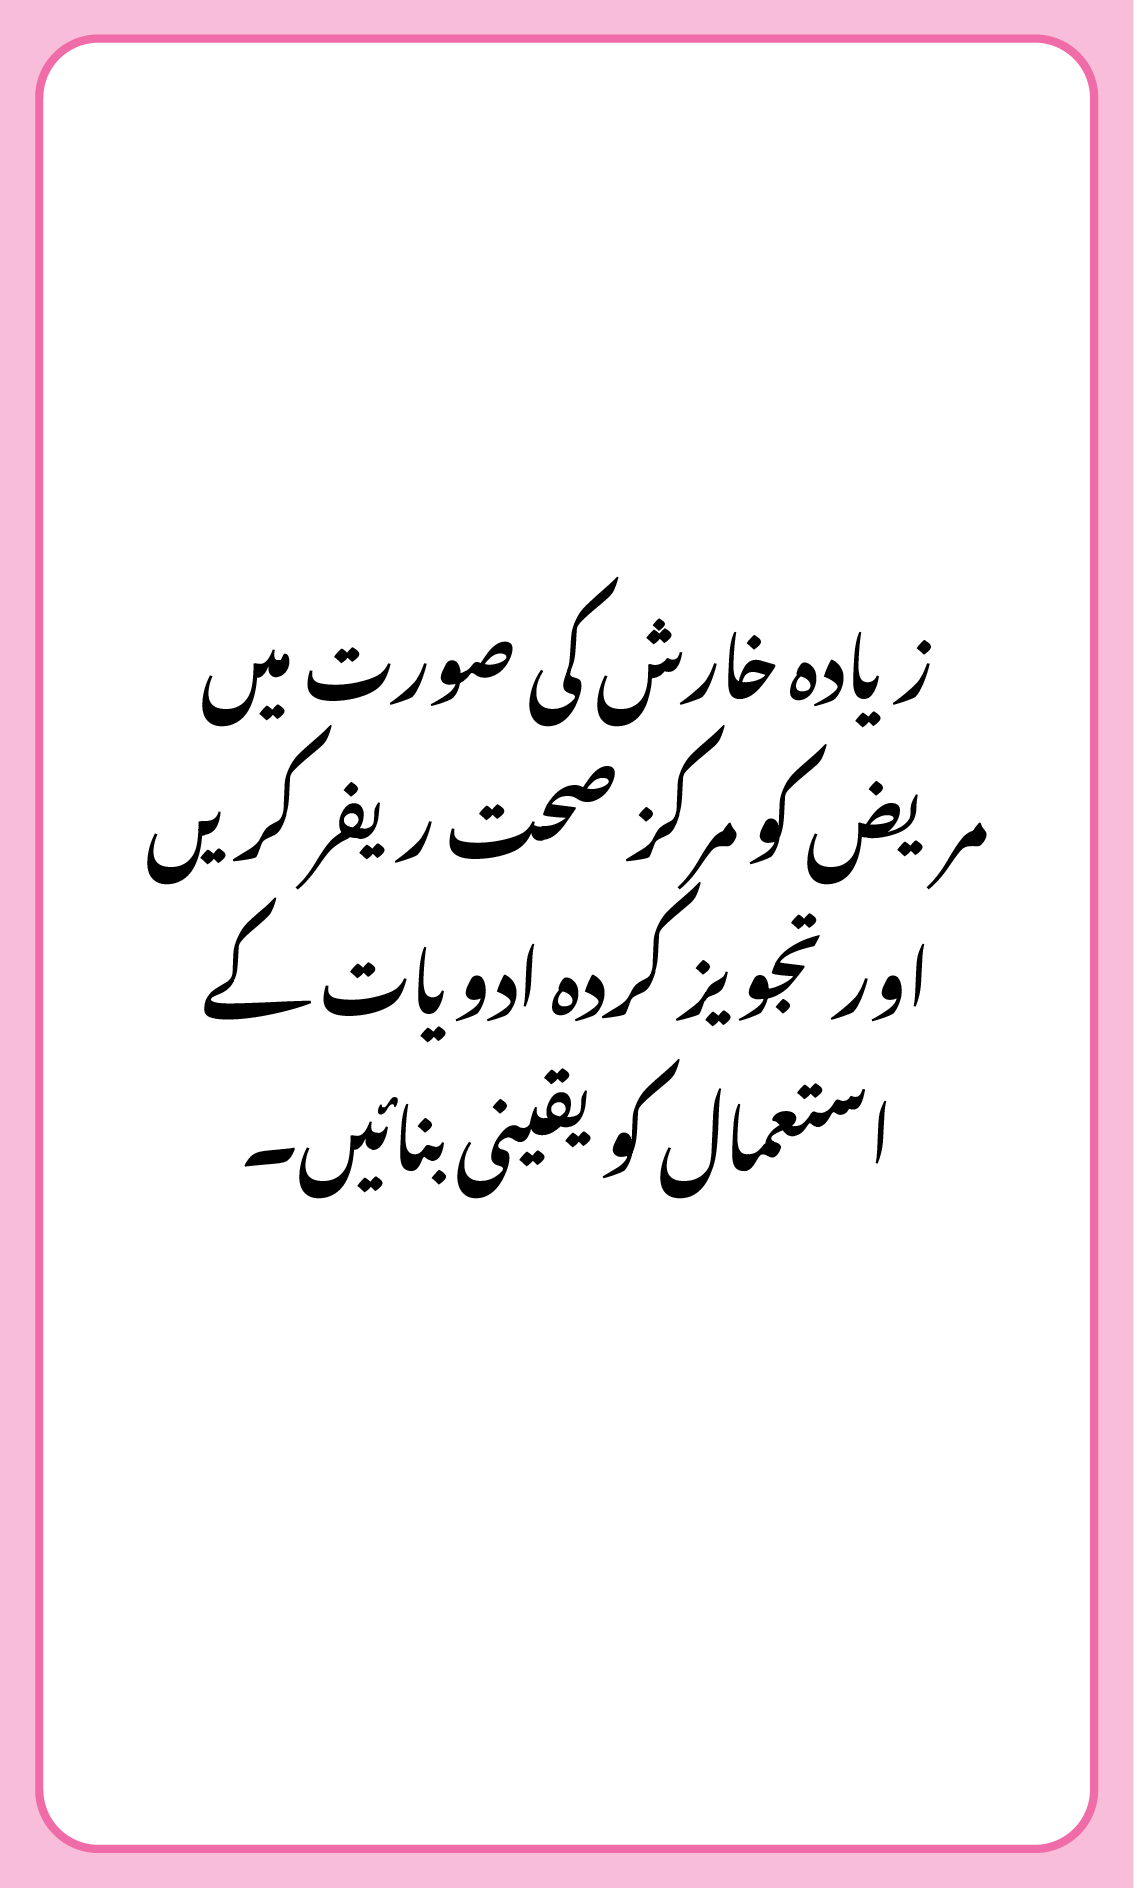 زیادہ خارش کی صورت میں
مریض کو مرکز صحت ریفر کریں
اور تجویز کردہ ادویات کے
استعمال کو یقینی بنائیں۔